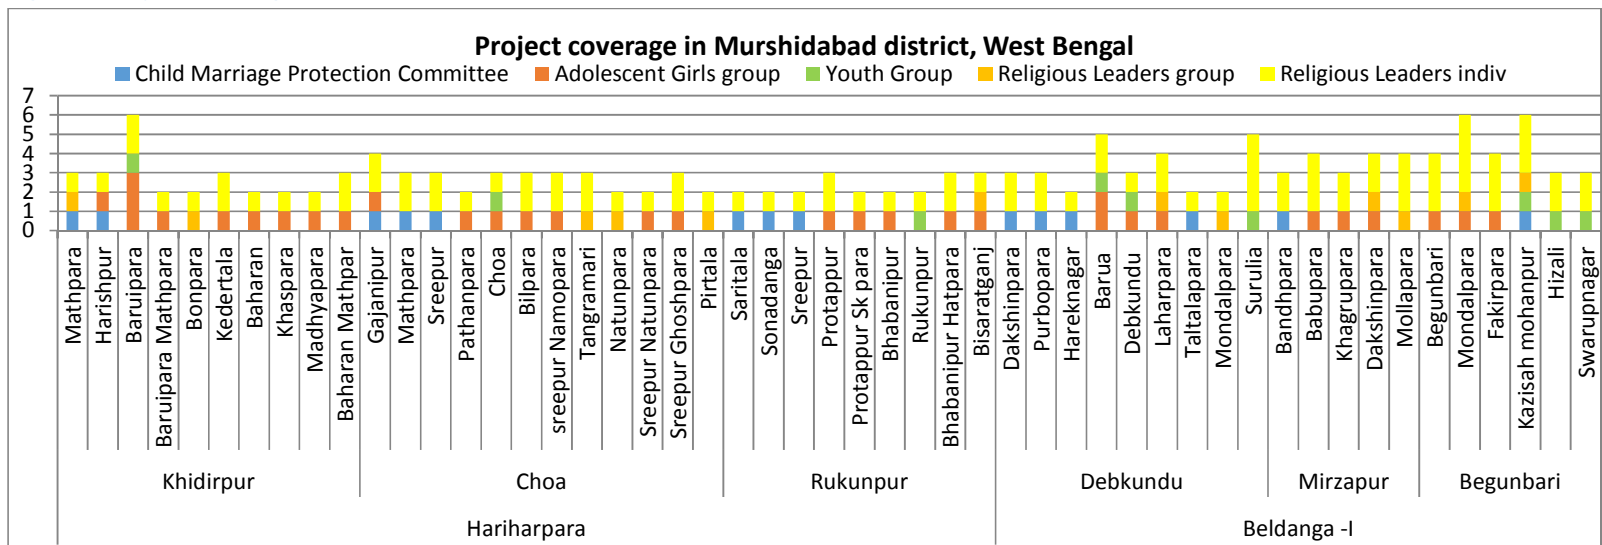 Project coverage in Murshidabad district, West Bengal
Child Marriage Protection Committee Adolescent Girls group Youth Group Religious Leaders group Religious Leaders indiv
7
6
5
4
3
2
1
0
Mathpara
Harishpur
Baruipara
Baruipara Mathpara
Bonpara
Kedertala
Baharan
Khaspara
Madhyapara
Baharan Mathpar
Gajanipur
Mathpara
Sreepur
Pathanpara
Choa
Bilpara
sreepur Namopara
Tangramari
Natunpara
Sreepur Natunpara
Sreepur Ghoshpara
Pirtala
Saritala
Sonadanga
Sreepur
Protappur
Protappur Sk para
Bhabanipur
Rukunpur
Bhabanipur Hatpara
Bisaratganj
Dakshinpara
Purbopara
Hareknagar
Barua
Debkundu
Laharpara
Taltalapara
Mondalpara
Surulia
Bandhpara
Babupara
Khagrupara
Dakshinpara
Mollapara
Begunbari
Mondalpara
Fakirpara
Kazisah mohanpur
Hizali
Swarupnagar
Khidirpur Choa Rukunpur Debkundu Mirzapur Begunbari
Hariharpara Beldanga -I